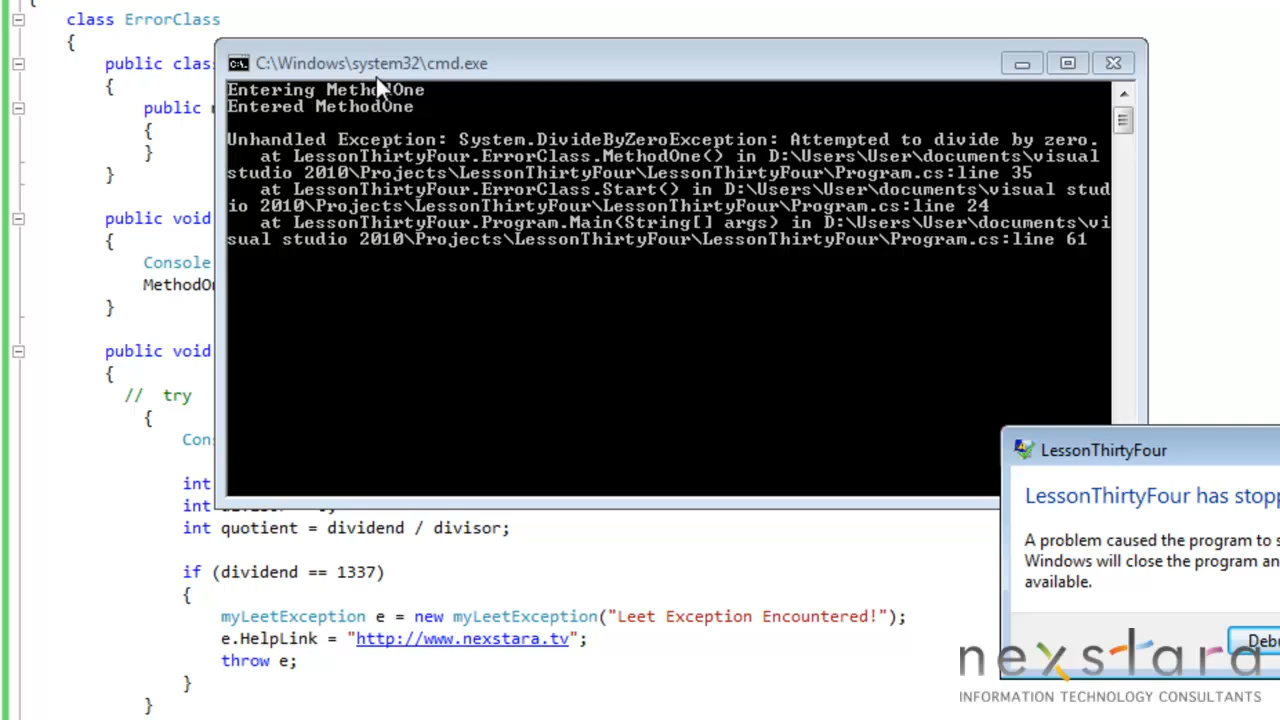 {
class ErrorClass
{
public clas
{
public
{
}
}
public void
{
Console
MethodOn
}
public void
{
// try
{
Cons
int
int
int quotient = dividend / divisor;
if (dividend == 1337)
{
myLeetException e = new myLeetException("Leet Exception Encountered!");
e.HelpLink = "http://www.nexstara.tv";
throw e;
}
}
C:\Windows\system32\cmd.exe
Entering MethodOne
Entered MethodOne
Unhandled Exception: System.DivideByZeroException: Attempted to divide by zero.
at LessonThirtyFour.ErrorClass.MethodOne() in D:\Users\User\documents\visual
studio 2010\Projects\LessonThirtyFour\LessonThirtyFour\Program.cs:line 35
at LessonThirtyFour.ErrorClass.Start() in D:\Users\User\documents\visual stud
io 2010\Projects\LessonThirtyFour\LessonThirtyFour\Program.cs:line 24
at LessonThirtyFour.Program.Main(String[] args) in D:\Users\User\documents\vi
sual studio 2010\Projects\LessonThirtyFour\LessonThirtyFour\Program.cs:line 61
LessonThirtyFour
LessonThirtyFour has stopp
A problem caused the program to s
Windows will close the program an
available.
Debu
nexstara
INFORMATION TECHNOLOGY CONSULTANTS